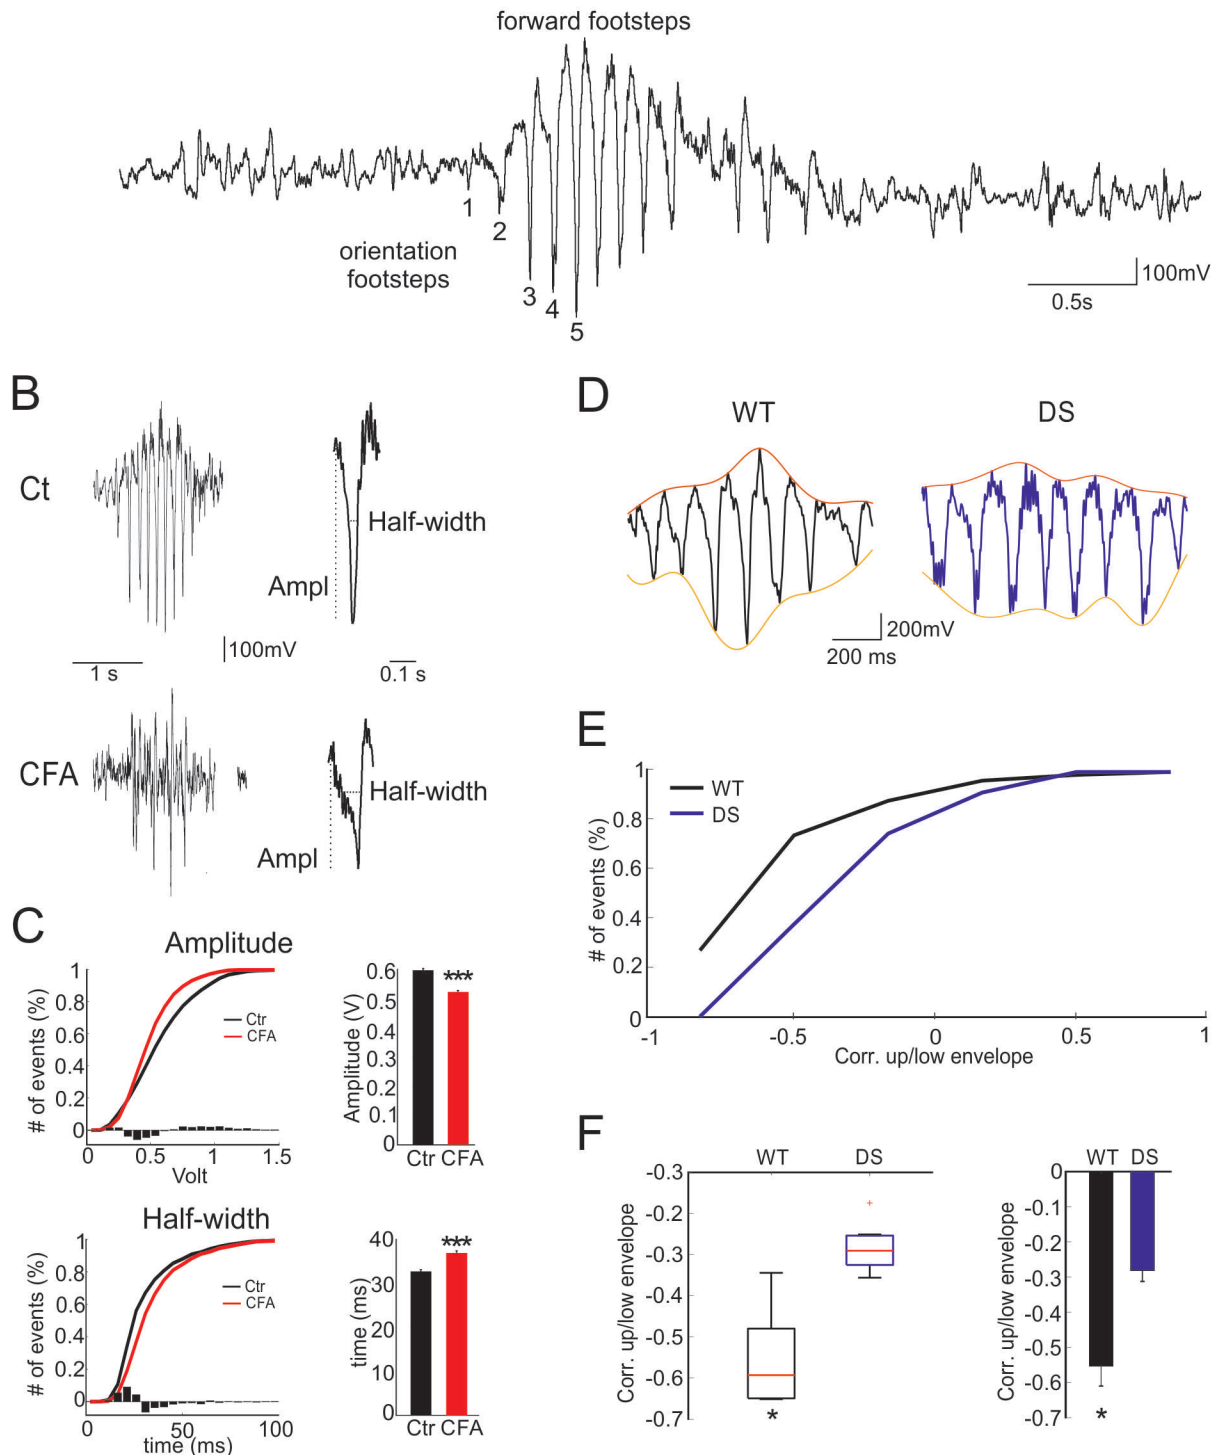 forward footsteps
1
2
orientation
footsteps
3
4
5
100mV
0.5s
B
Ct
Half-width
Ampl
100mV
1 s
0.1 s
CFA
Half-width
Ampl
D
WT
DS
200mV
200 ms
E
# of events (%)
1
0.8
0.6
0.4
0.2
0
WT
DS
-1
-0.5
0
0.5
1
Corr. up/low envelope
C
Amplitude
# of events (%)
1
0.8
0.6
0.4
0.2
0
Ctr
CFA
0
0.5
1
1.5
Volt
Amplitude (V)
0.6
0.5
0.4
0.3
0.2
0.1
0
***
Ctr CFA
Half-width
# of events (%)
1
0.8
0.6
0.4
0.2
0
Ctr
CFA
0
50
100
time (ms)
time (ms)
40
30
20
10
0
***
Ctr CFA
F
WT
DS
Corr. up/low envelope
-0.3
-0.2
-0.3
-0.4
-0.5
-0.6
-0.7
*
WT DS
Corr. up/low envelope
0
-0.1
-0.2
-0.3
-0.4
-0.5
-0.6
-0.7
*